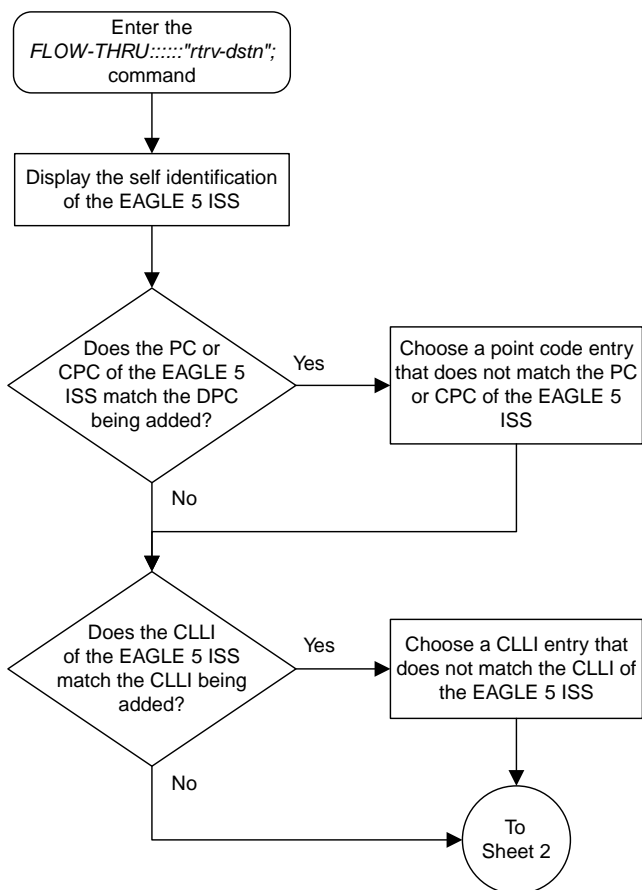 Enter the
FLOW-THRU::::::"rtrv-dstn";
command
Display the self identification
of the EAGLE 5 ISS
Does the PC or
CPC of the EAGLE 5
ISS match the DPC
being added?
Yes
Choose a point code entry
that does not match the PC
or CPC of the EAGLE 5
ISS
No
Does the CLLI
of the EAGLE 5 ISS
match the CLLI being
added?
Yes
Choose a CLLI entry that
does not match the CLLI of
the EAGLE 5 ISS
No
To
Sheet 2